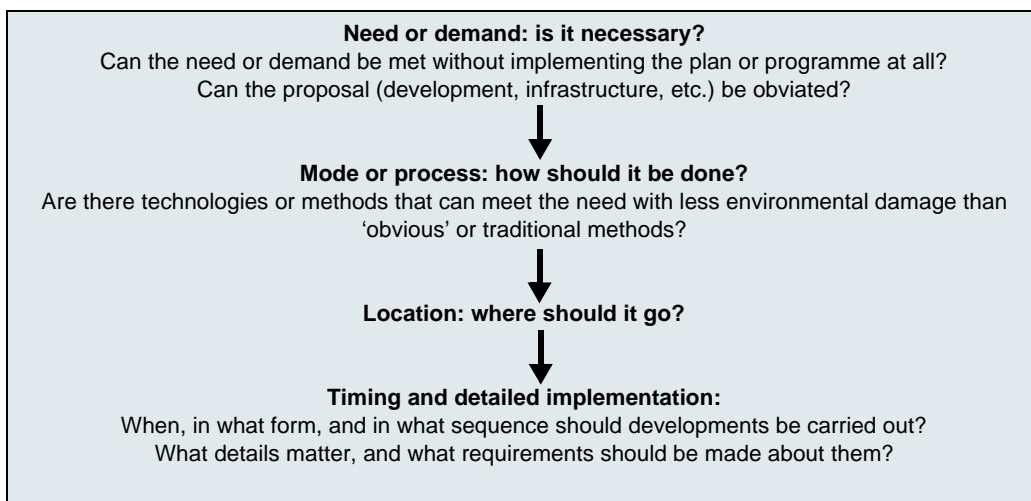 Need or demand: is it necessary?
Can the need or demand be met without implementing the plan or programme at all?
Can the proposal (development, infrastructure, etc.) be obviated?
Mode or process: how should it be done?
Are there technologies or methods that can meet the need with less environmental damage than
‘obvious’ or traditional methods?
Location: where should it go?
Timing and detailed implementation:
When, in what form, and in what sequence should developments be carried out?
What details matter, and what requirements should be made about them?